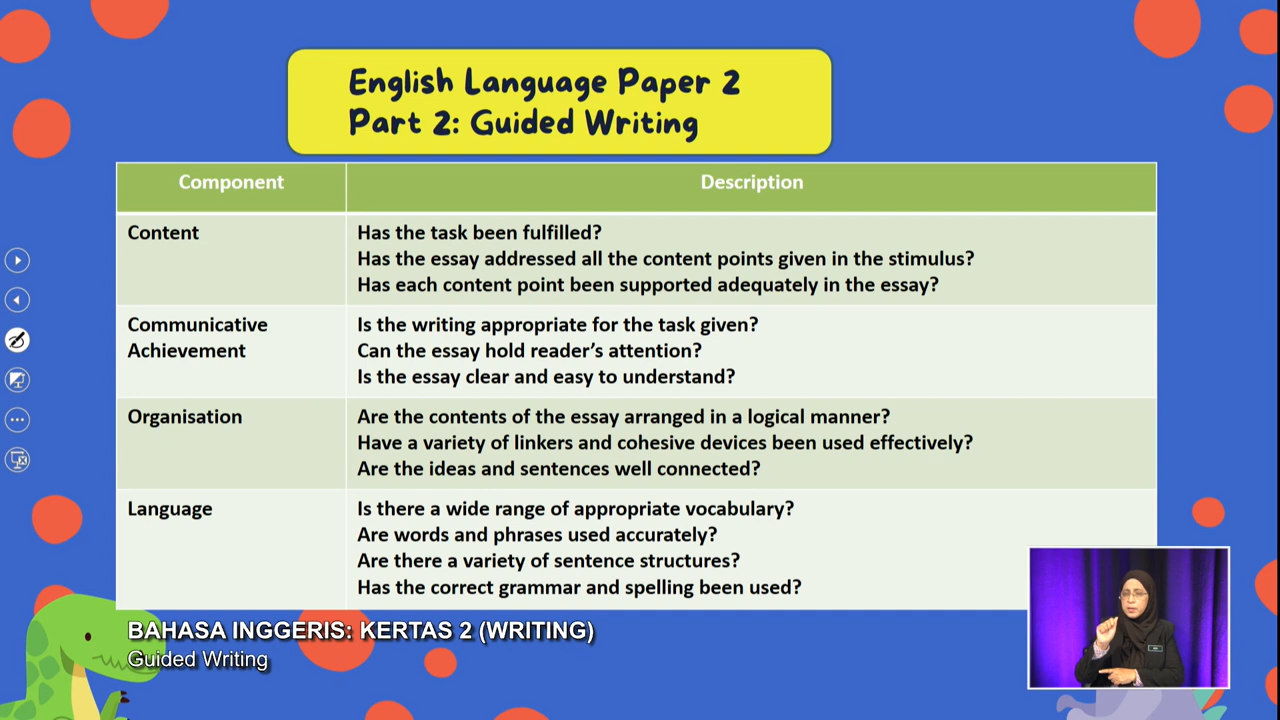 English Language Paper 2
Part 2: Guided Writing
Component
Description
Content
Has the task been fulfilled?
Has the essay addressed all the content points given in the stimulus?
Has each content point been supported adequately in the essay?
Communicative
Achievement
Is the writing appropriate for the task given?
Can the essay hold reader's attention?
Is the essay clear and easy to understand?
Organisation
Are the contents of the essay arranged in a logical manner?
Have a variety of linkers and cohesive devices been used effectively?
Are the ideas and sentences well connected?
Language
Is there a wide range of appropriate vocabulary?
Are words and phrases used accurately?
Are there a variety of sentence structures?
Has the correct grammar and spelling been used?
BAHASA INGGERIS: KERTAS 2 (WRITING)
Guided Writing